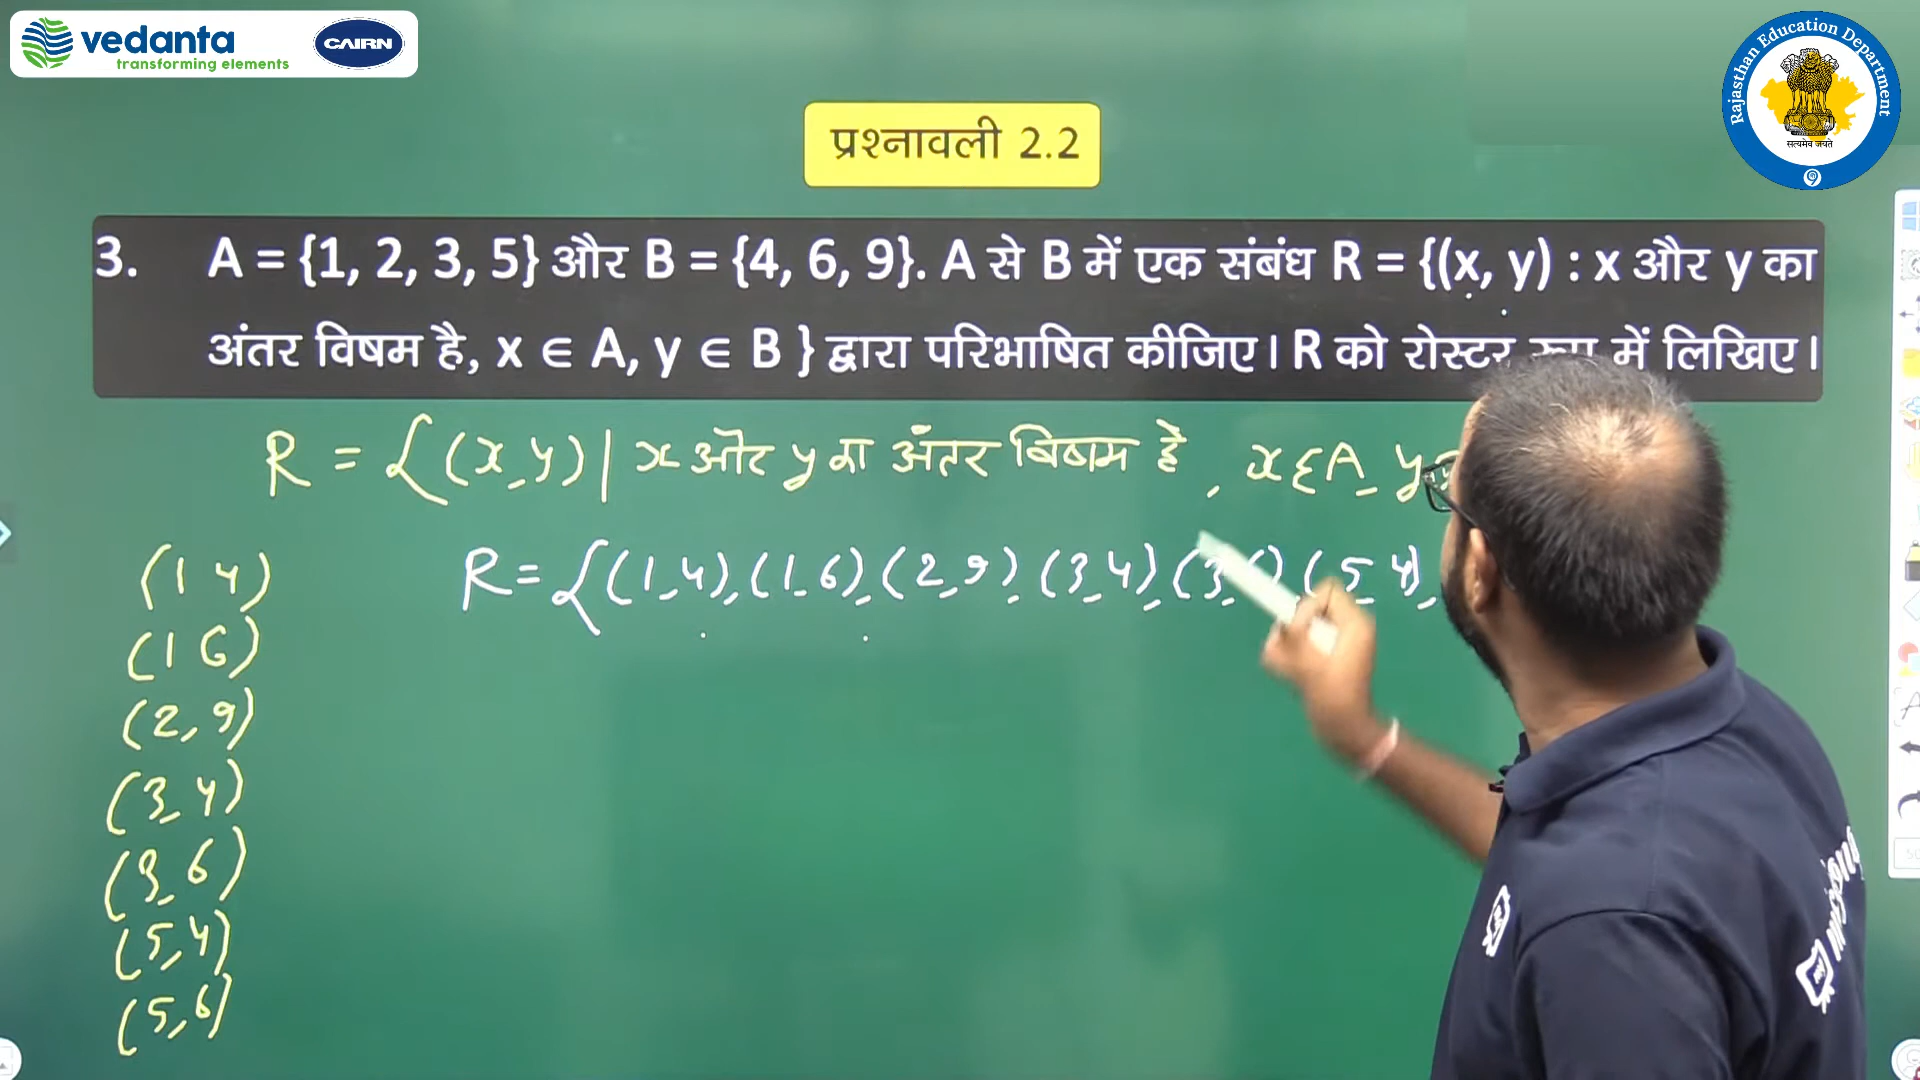 vedanta
transforming elements
CAIRN
Rajasthan Education Department
सत्यमेव जयते
प्रश्नावली 2.2
3. A = {1, 2, 3, 5} और B = {4, 6, 9}. A से B में एक संबंध R = {(x, y) : x और y का
अंतर विषम है, x ∈ A, y ∈ B } द्वारा परिभाषित कीजिए । R को रोस्टर में लिखिए ।
R = {(x,y) | x और y का अंतर विषम है , x∈A, y
R = {(1,4), (1,6), (2,9), (3,4), (3, ), (5,4),
(1 4)
(1 6)
(2,9)
(3,4)
(3,6)
(5,4)
(5,6)